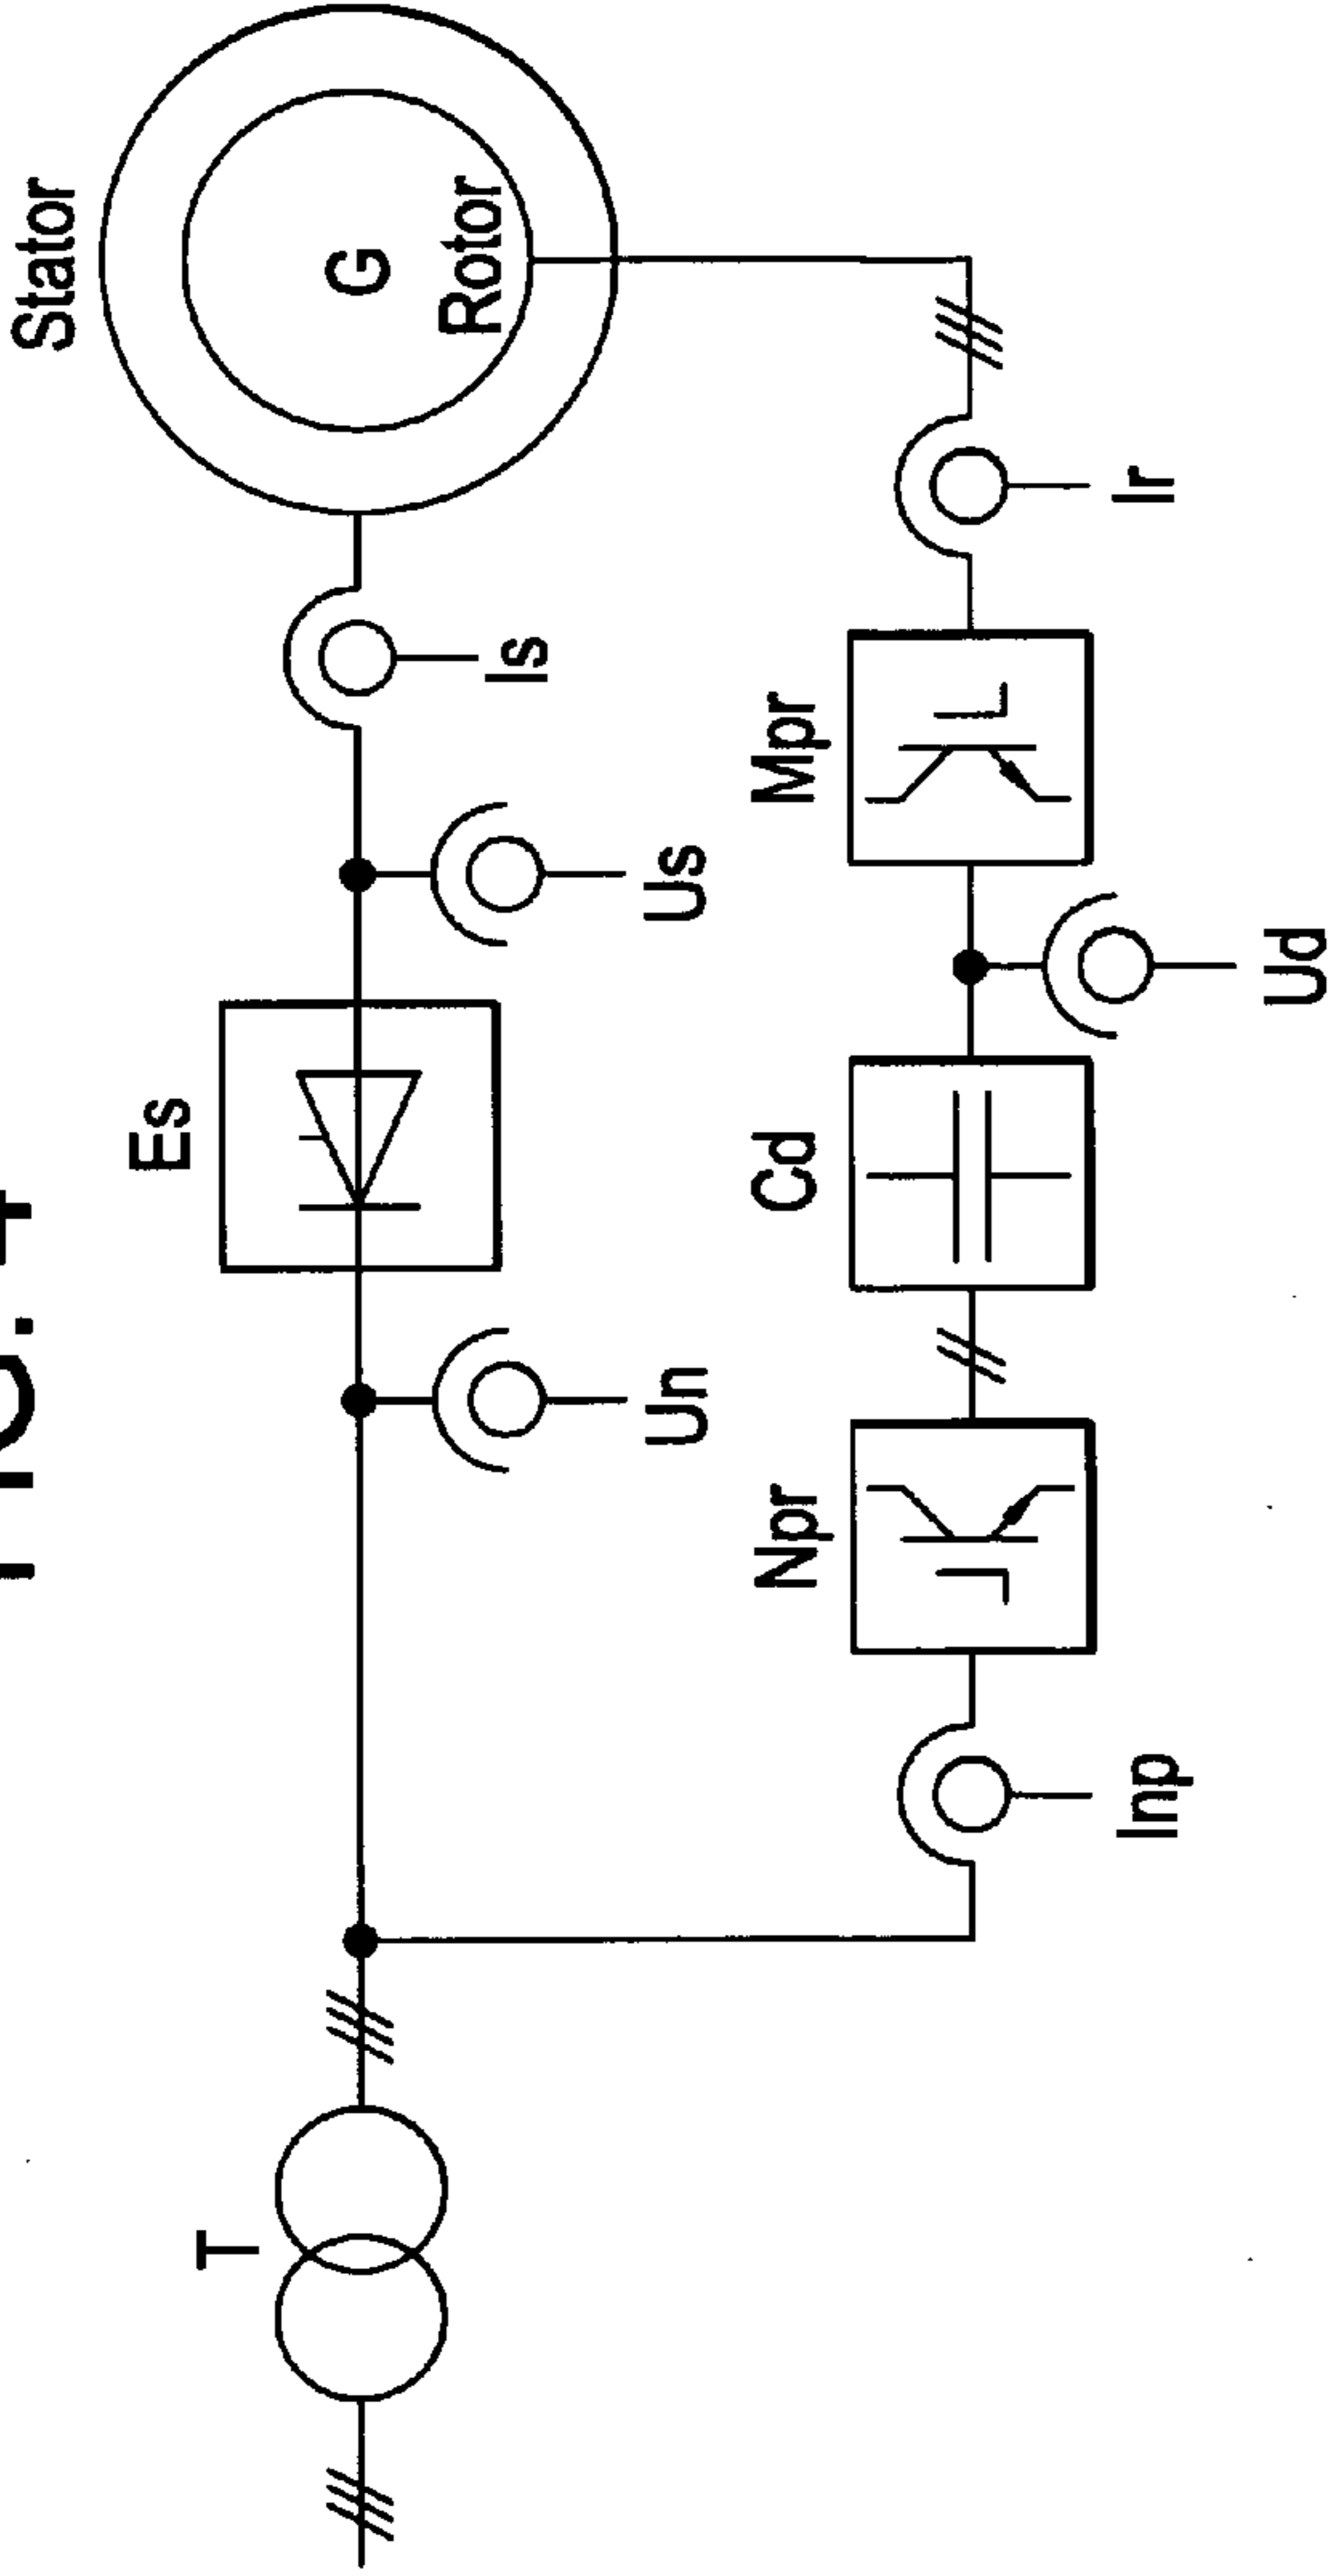 Stator
G
Rotor
Is
Us
Es
Un
T
Ir
Mpr
Ud
Cd
Npr
Inp